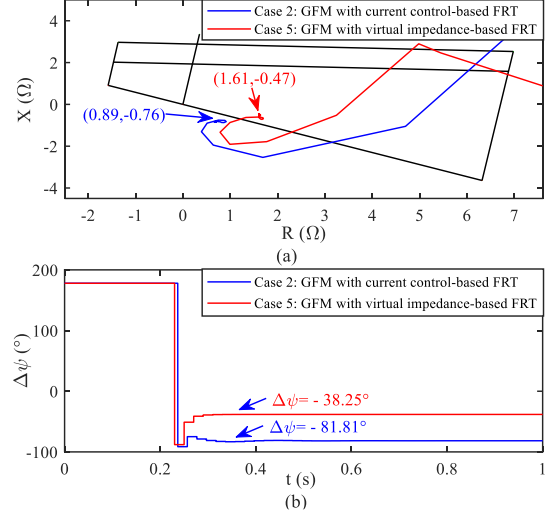 Case 2: GFM with current control-based FRT
Case 5: GFM with virtual impedance-based FRT
4
2
0
-2
-4
X (Ω)
(1.61,-0.47)
(0.89,-0.76)
-2 -1 0 1 2 3 4 5 6 7
R (Ω)
(a)
200
100
0
-100
Δψ (°)
Case 2: GFM with current control-based FRT
Case 5: GFM with virtual impedance-based FRT
Δψ= - 38.25°
Δψ= - 81.81°
0 0.2 0.4 0.6 0.8 1
t (s)
(b)